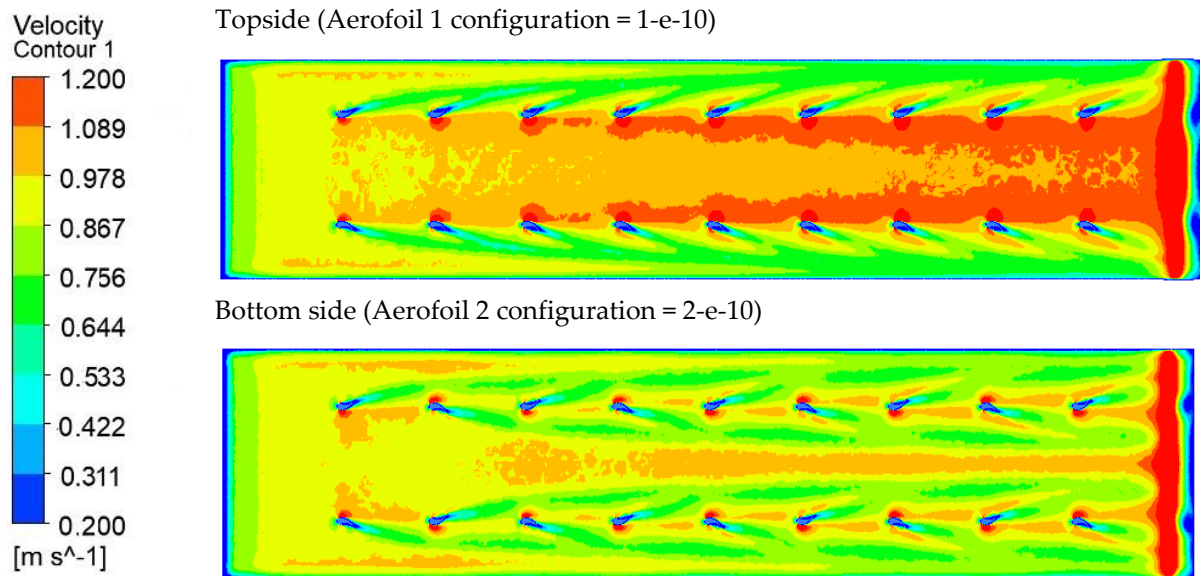 Velocity
Contour 1
1.200
1.089
0.978
0.867
0.756
0.644
0.533
0.422
0.311
0.200
[m s^-1]
Topside (Aerofoil 1 configuration = 1-e-10)
Bottom side (Aerofoil 2 configuration = 2-e-10)